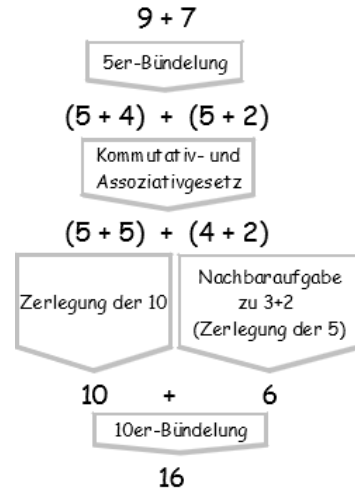 9 + 7
5er-Bündelung
(5 + 4) + (5 + 2)
Kommutativ- und
Assoziativgesetz
(5 + 5) + (4 + 2)
Zerlegung der 10
Nachbaraufgabe
zu 3+2
(Zerlegung der 5)
10 + 6
10er-Bündelung
16